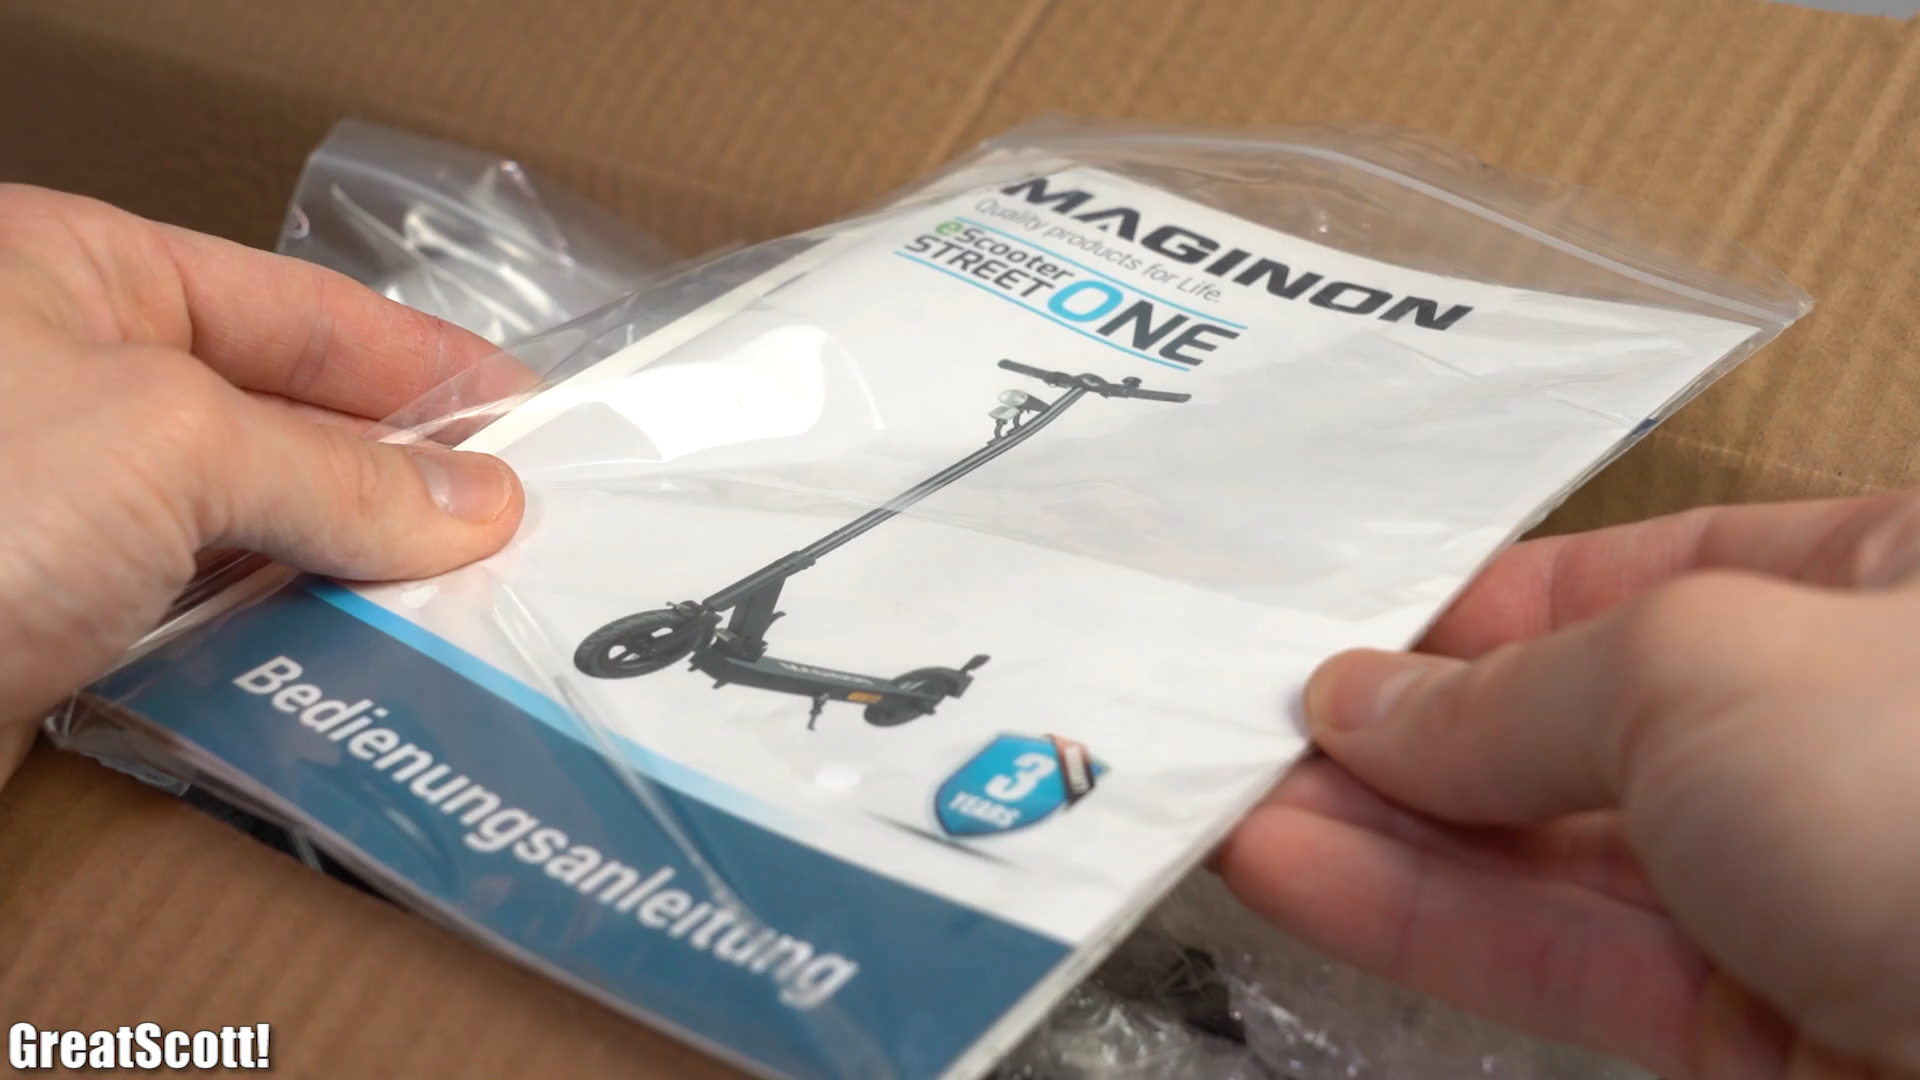 MAGINON
Quality products for Life.
eScooter
STREET ONE
3
YEARS
Bedienungsanleitung
GreatScott!